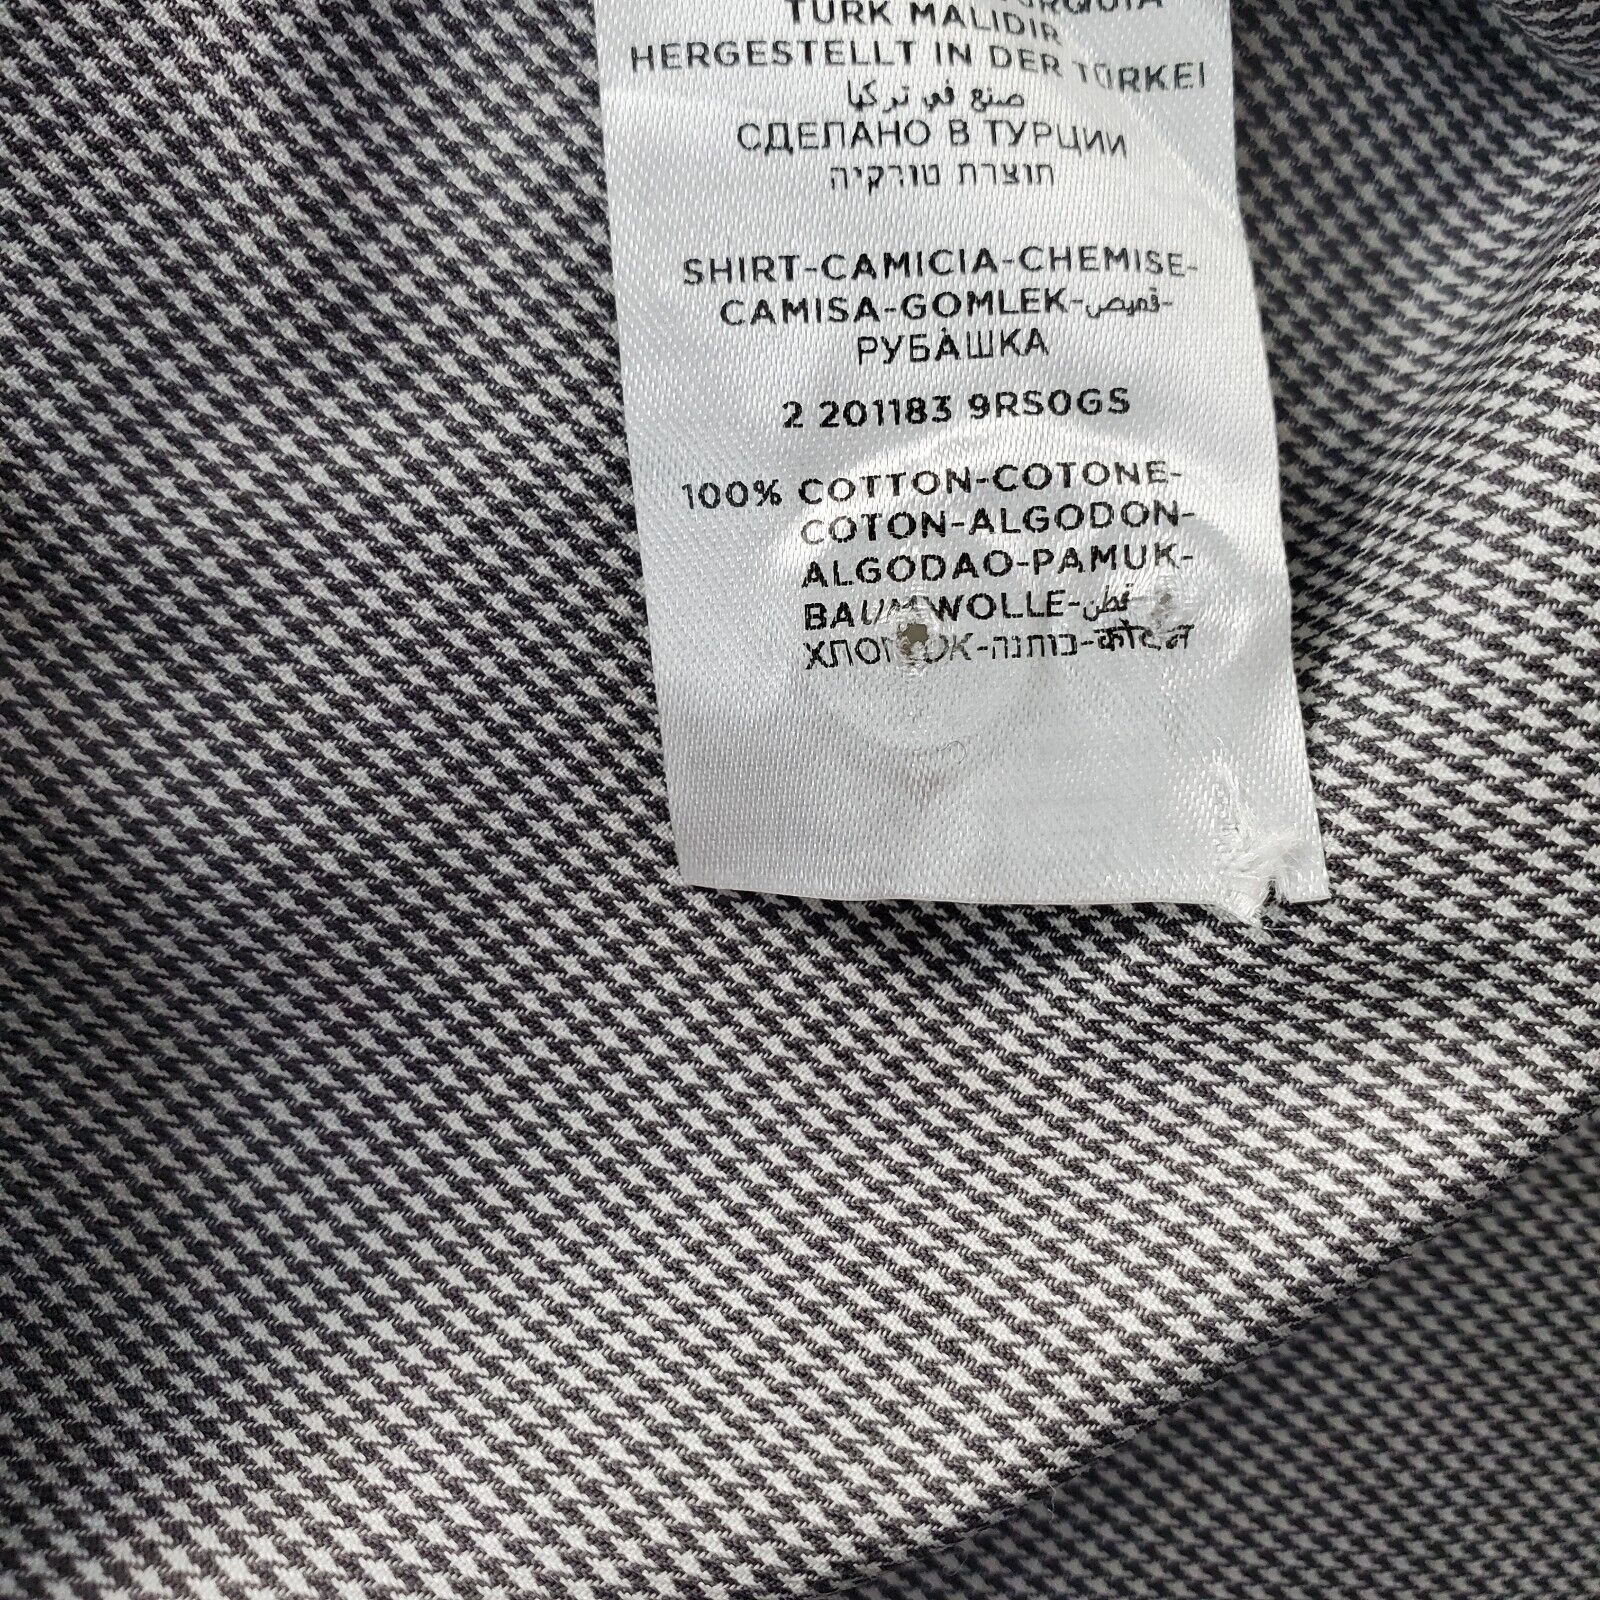 TURK MALIDIR
HERGESTELLT IN DER TÜRKEI
صنع في تركيا
СДЕЛАНО В ТУРЦИИ
תוצרת טורקיה
SHIRT-CAMICIA-CHEMISE-
CAMISA-GOMLEK-قميص-
РУБАШКА
2 201183 9RS0GS
100% COTTON-COTONE-
COTON-ALGODON-
ALGODAO-PAMUK-
BAUMWOLLE-قطن-
ХЛОПОК-כותנה-